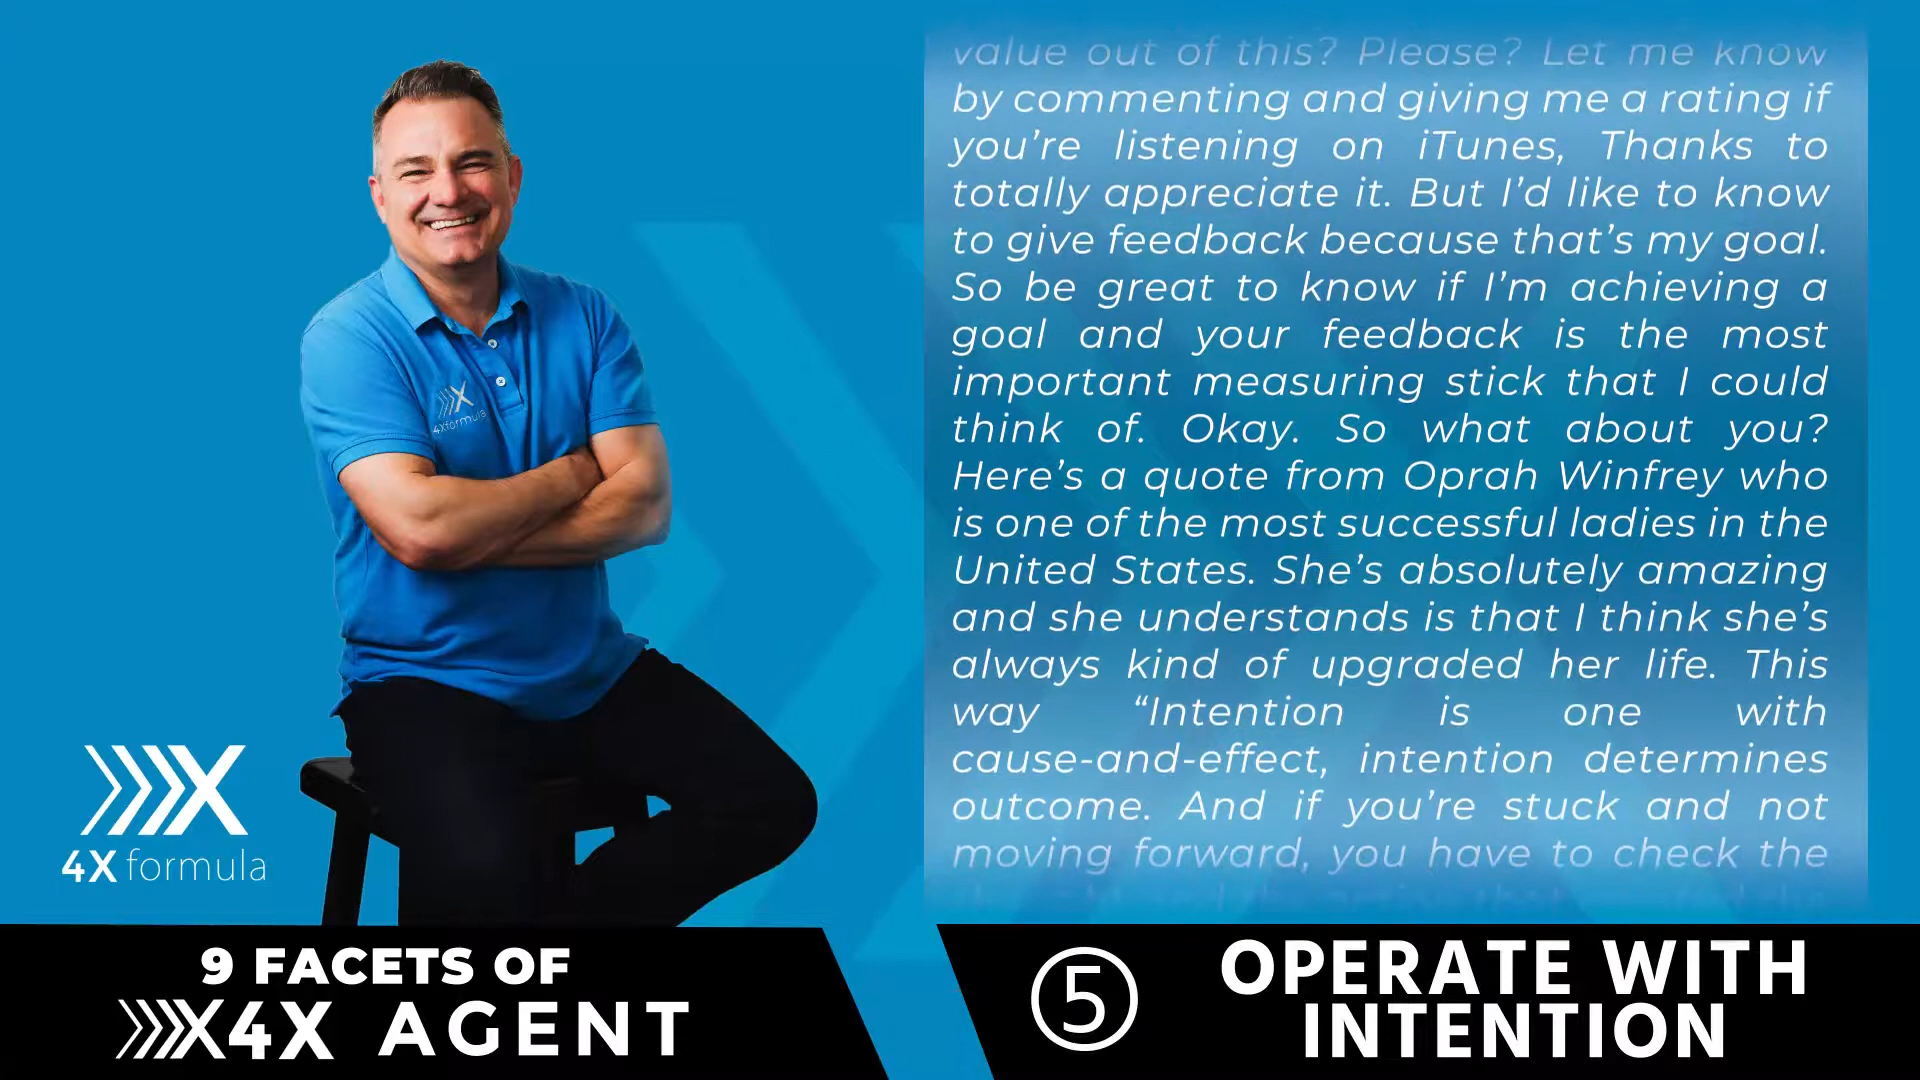 value out of this? Please? Let me know
by commenting and giving me a rating if
you're listening on iTunes, Thanks to
totally appreciate it. But I'd like to know
to give feedback because that's my goal.
So be great to know if I'm achieving a
goal and your feedback is the most
important measuring stick that I could
think of. Okay. So what about you?
Here's a quote from Oprah Winfrey who
is one of the most successful ladies in the
United States. She's absolutely amazing
and she understands is that I think she's
always kind of upgraded her life. This
way “Intention is one with
cause-and-effect, intention determines
outcome. And if you're stuck and not
moving forward, you have to check the
X
4Xformula
X
4X formula
9 FACETS OF
X4X AGENT
5
OPERATE WITH
INTENTION